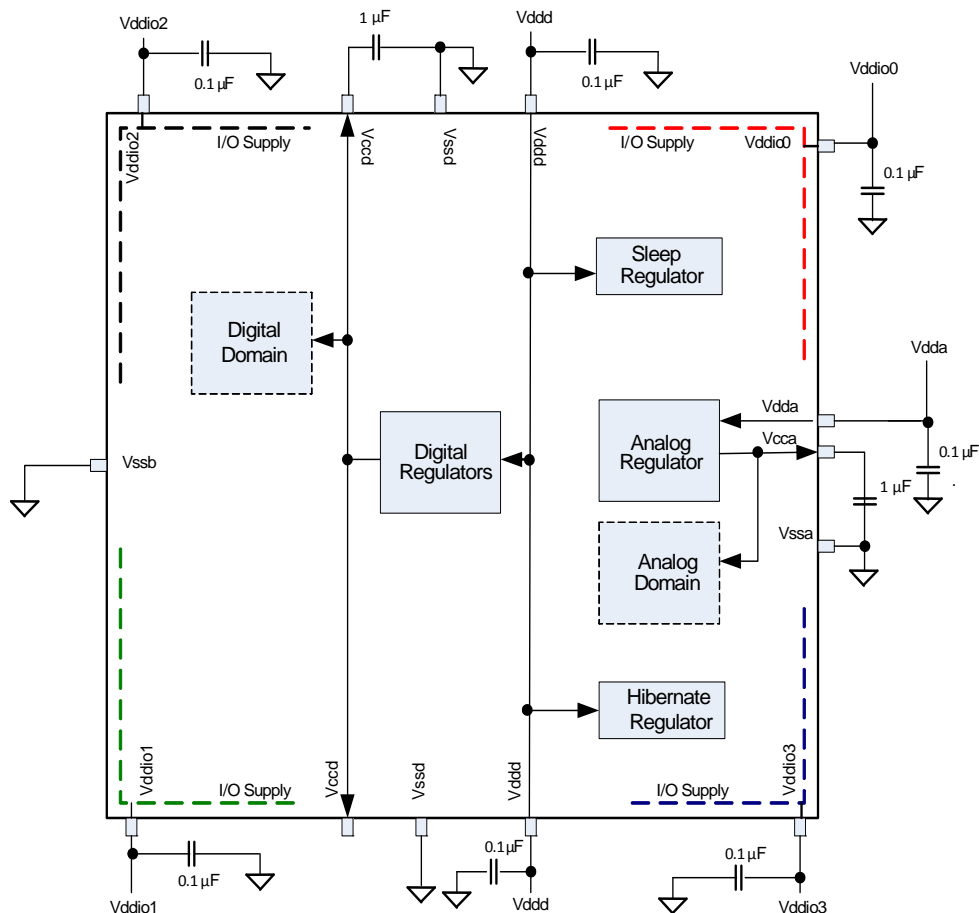 Vddio2
1 µF
Vddd
0.1 µF
0.1 µF
Vddio0
0.1 µF
Vddio2
I/O Supply
Vccd
Vssd
Vddd
I/O Supply
Vddio0
Sleep
Regulator
Digital
Domain
Vdda
Vdda
Digital
Regulators
Analog
Regulator
Vcca
0.1 µF
.
1 µF
Vssb
Vssa
Analog
Domain
Hibernate
Regulator
Vddio1
I/O Supply
Vccd
Vssd
Vddd
I/O Supply
Vddio3
0.1 µF
0.1 µF
0.1 µF
Vddio1
Vddd
Vddio3